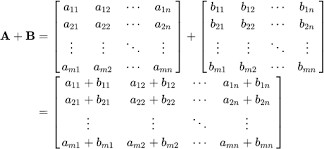 A + B = [ a11 a12 ⋯ a1n ] + [ b11 b12 ⋯ b1n ]
[ a21 a22 ⋯ a2n ] [ b21 b22 ⋯ b2n ]
[ ⋮ ⋮ ⋱ ⋮ ] [ ⋮ ⋮ ⋱ ⋮ ]
[ am1 am2 ⋯ amn ] [ bm1 bm2 ⋯ bmn ]
= [ a11 + b11 a12 + b12 ⋯ a1n + b1n ]
[ a21 + b21 a22 + b22 ⋯ a2n + b2n ]
[ ⋮ ⋮ ⋱ ⋮ ]
[ am1 + bm1 am2 + bm2 ⋯ amn + bmn ]